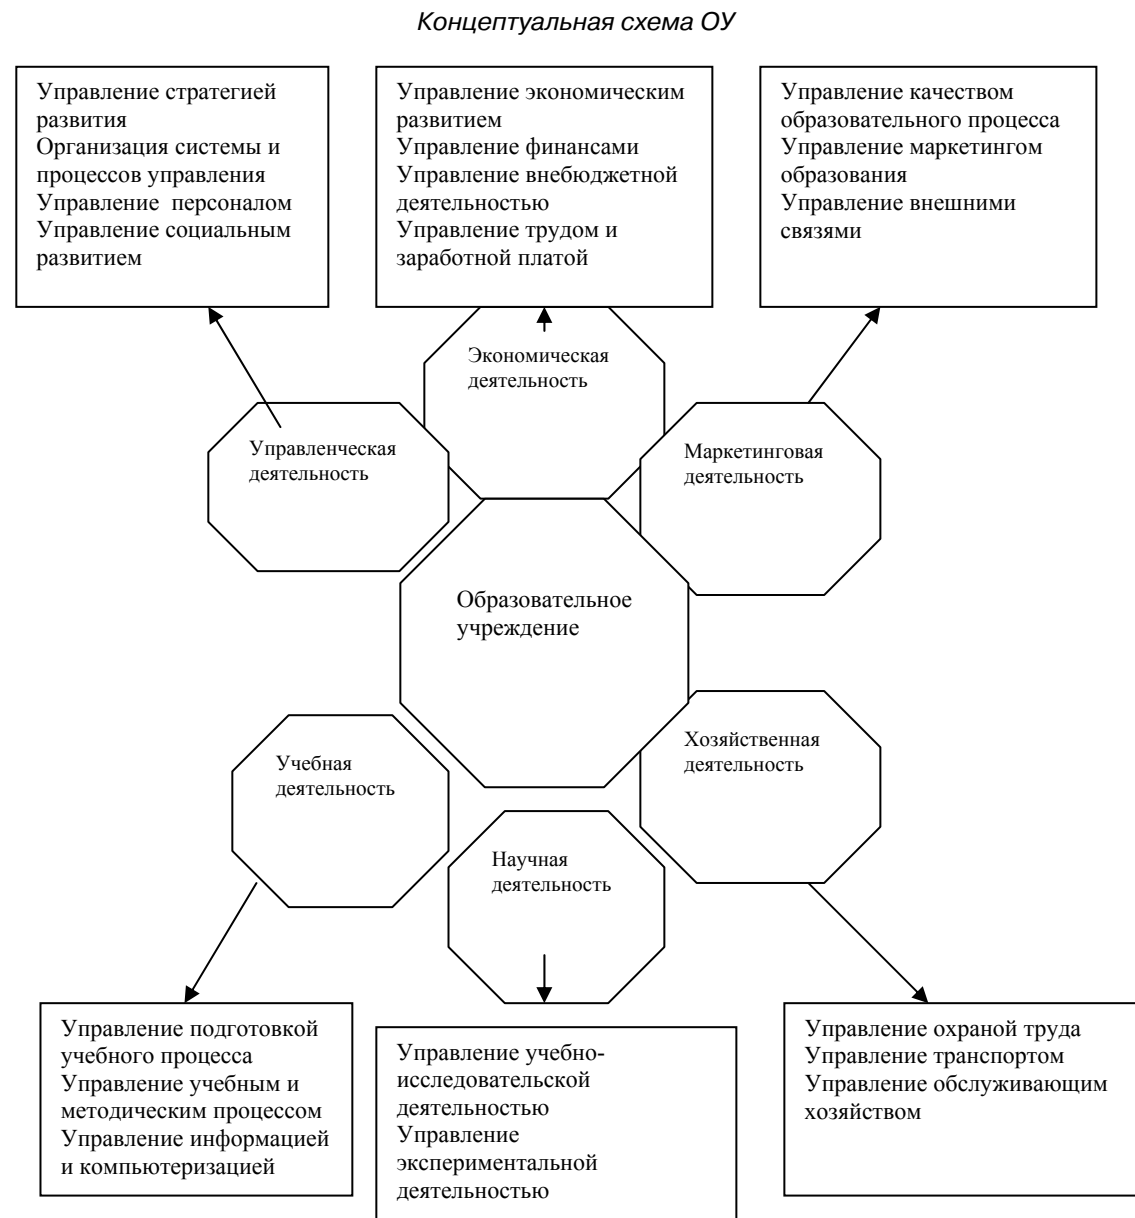 Концептуальная схема ОУ
Управление стратегией
развития
Организация системы и
процессов управления
Управление персоналом
Управление социальным
развитием
Управление экономическим
развитием
Управление финансами
Управление внебюджетной
деятельностью
Управление трудом и
заработной платой
Управление качеством
образовательного процесса
Управление маркетингом
образования
Управление внешними
связями
Экономическая
деятельность
Управленческая
деятельность
Маркетинговая
деятельность
Образовательное
учреждение
Учебная
деятельность
Хозяйственная
деятельность
Научная
деятельность
Управление подготовкой
учебного процесса
Управление учебным и
методическим процессом
Управление информацией
и компьютеризацией
Управление учебно-
исследовательской
деятельностью
Управление
экспериментальной
деятельностью
Управление охраной труда
Управление транспортом
Управление обслуживающим
хозяйством